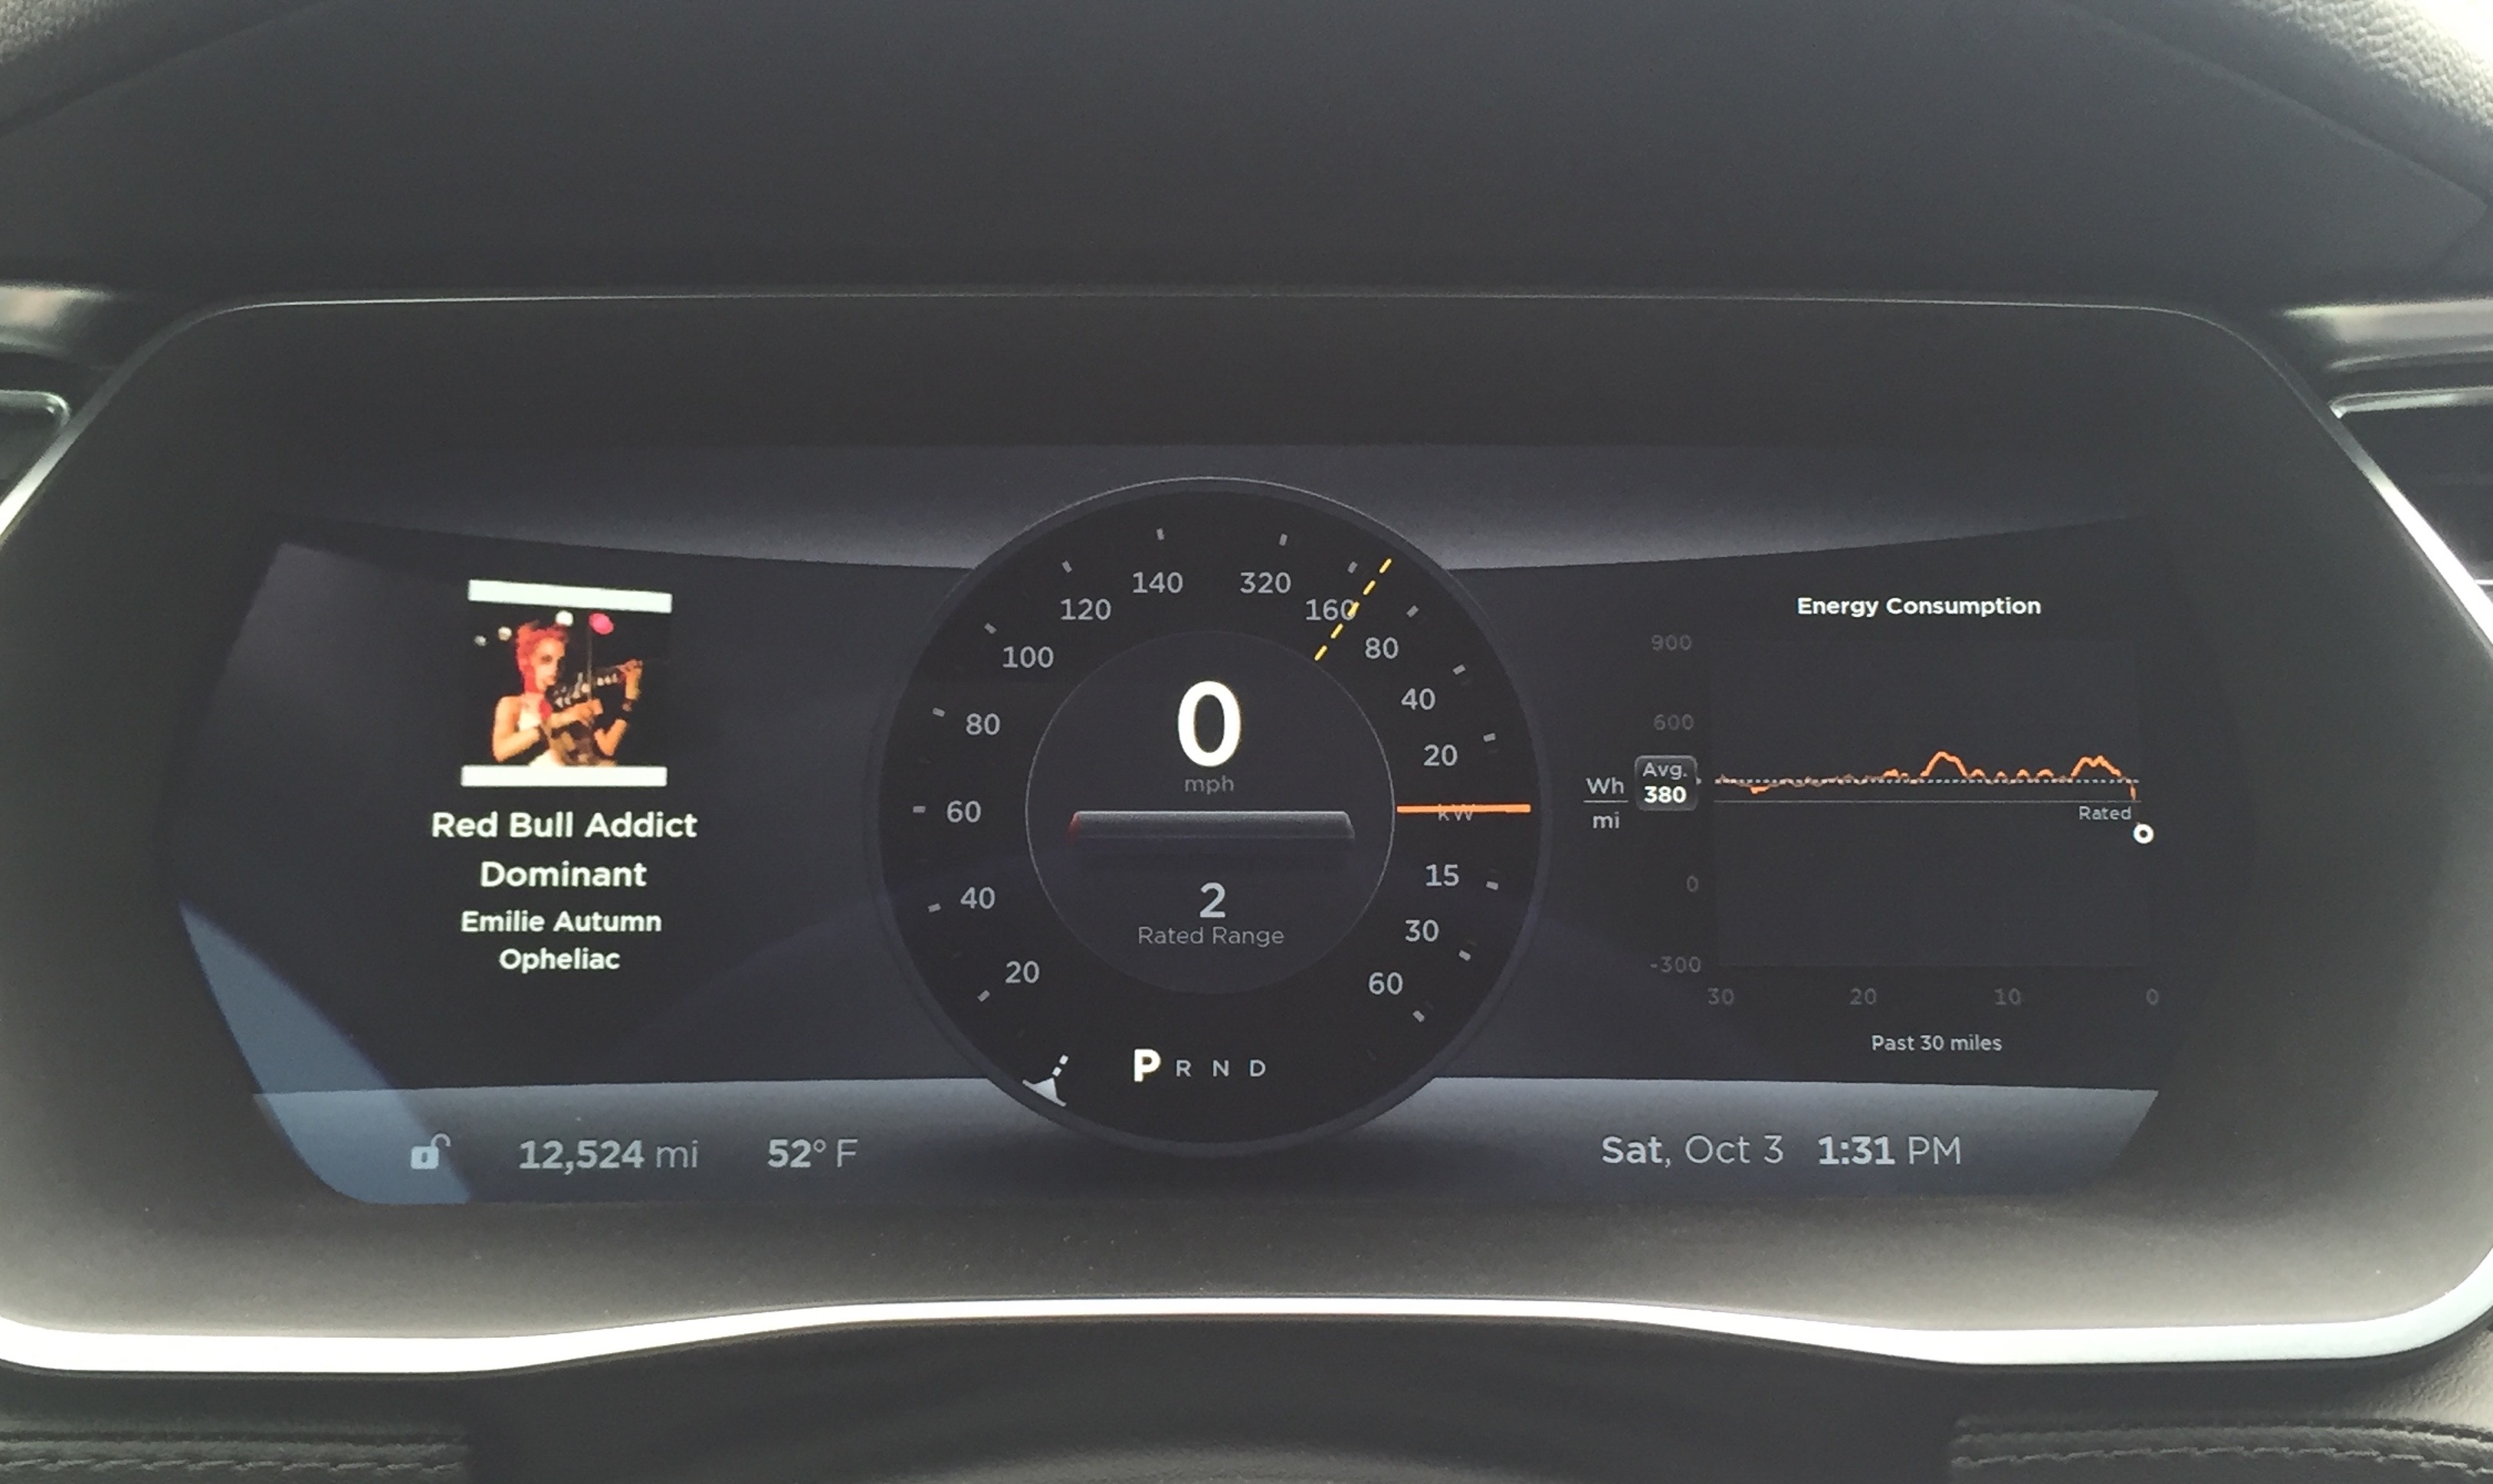 Red Bull Addict
Dominant
Emilie Autumn
Opheliac
140
320
120
160
100
80
80
40
20
60
kW
40
15
30
20
60
0
mph
2
Rated Range
P R N D
Energy Consumption
900
600
Wh
mi
Avg.
380
Rated
0
-300
30 20 10 0
Past 30 miles
12,524 mi 52° F
Sat, Oct 3 1:31 PM